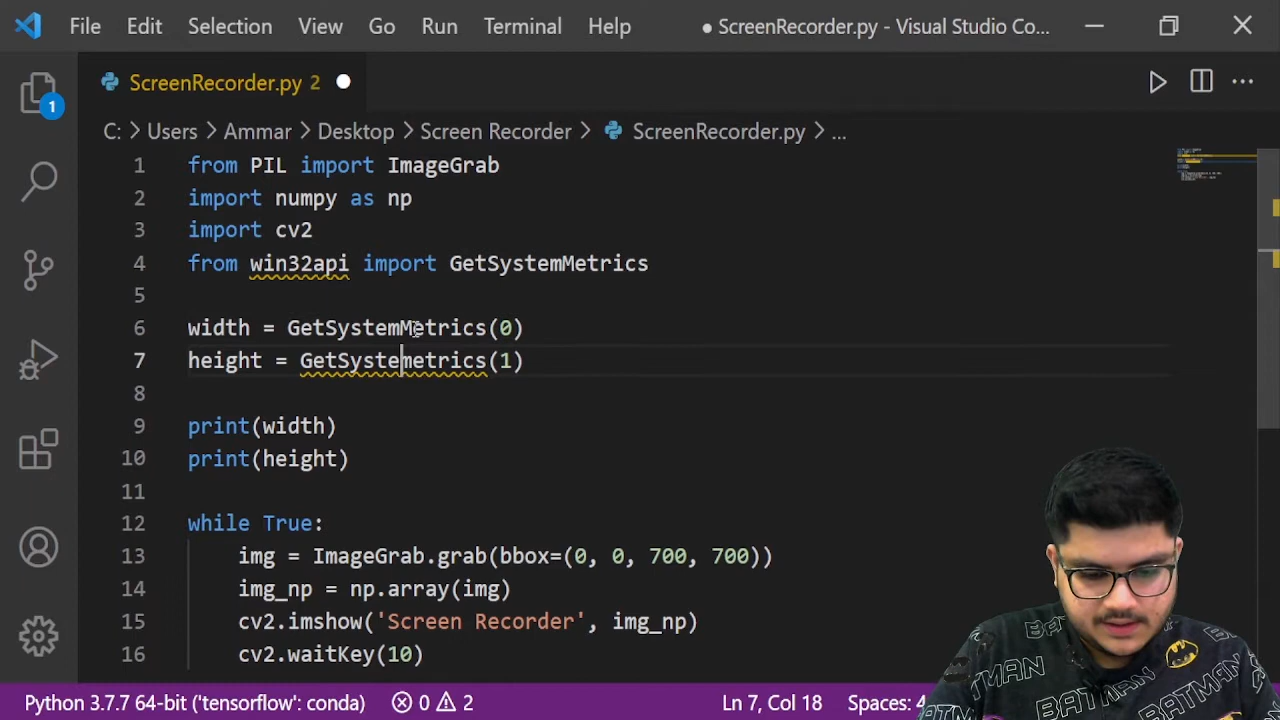 File Edit Selection View Go Run Terminal Help ● ScreenRecorder.py - Visual Studio Co...
ScreenRecorder.py 2
1
C: > Users > Ammar > Desktop > Screen Recorder > ScreenRecorder.py > ...
1 from PIL import ImageGrab
2 import numpy as np
3 import cv2
4 from win32api import GetSystemMetrics
5
6 width = GetSystemMetrics(0)
7 height = GetSystemetrics(1)
8
9 print(width)
10 print(height)
11
12 while True:
13 img = ImageGrab.grab(bbox=(0, 0, 700, 700))
14 img_np = np.array(img)
15 cv2.imshow('Screen Recorder', img_np)
16 cv2.waitKey(10)
BATMAN
BATMAN
BATMAN
Python 3.7.7 64-bit ('tensorflow': conda) 0 2 Ln 7, Col 18 Spaces: 4